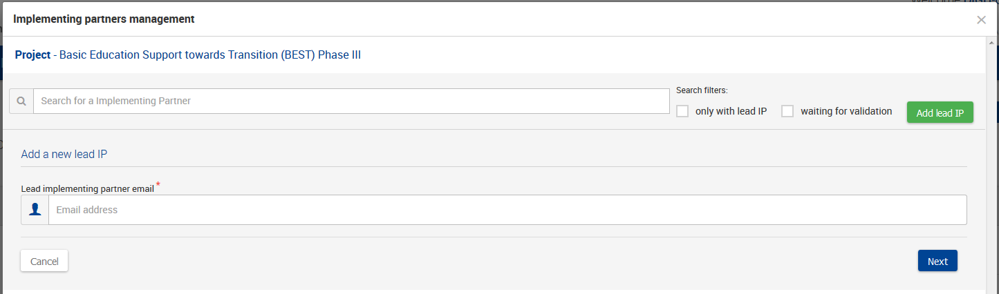 Implementing partners management
Project - Basic Education Support towards Transition (BEST) Phase III
Search for a Implementing Partner
Search filters:
only with lead IP
waiting for validation
Add lead IP
Add a new lead IP
Lead implementing partner email *
Email address
Cancel
Next